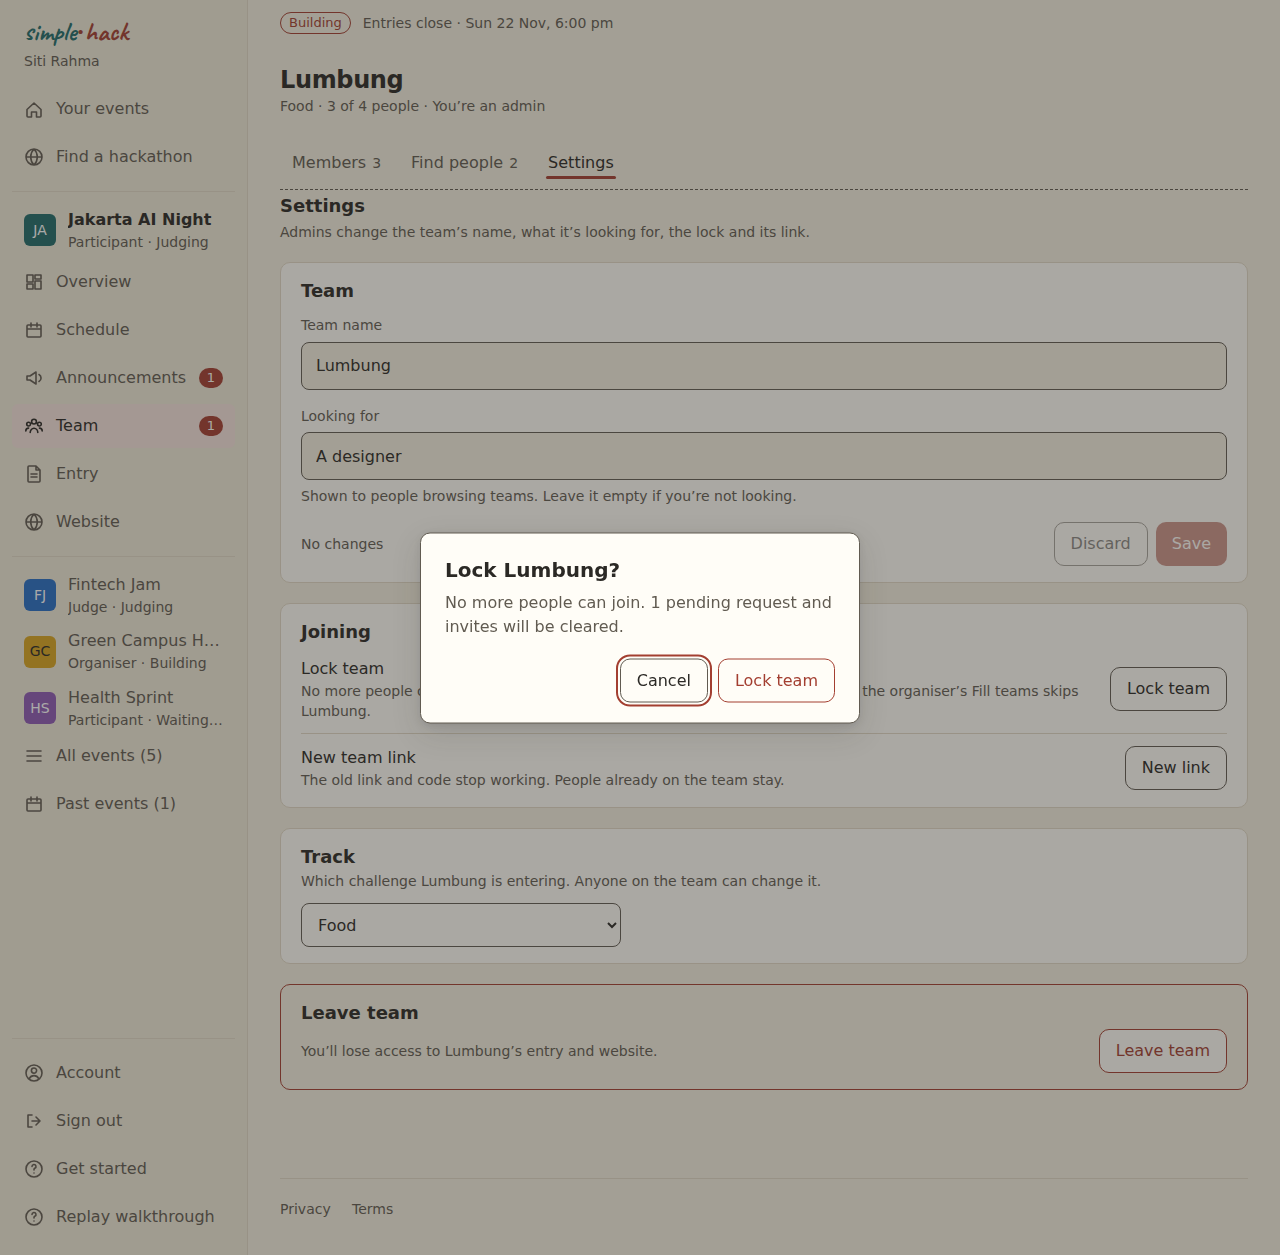 simple·hack
Siti Rahma
Your events
Find a hackathon
JA
Jakarta AI Night
Participant · Judging
Overview
Schedule
Announcements 1
Team 1
Entry
Website
FJ
Fintech Jam
Judge · Judging
GC
Green Campus H…
Organiser · Building
HS
Health Sprint
Participant · Waiting…
All events (5)
Past events (1)
Account
Sign out
Get started
Replay walkthrough
Building Entries close · Sun 22 Nov, 6:00 pm
Lumbung
Food · 3 of 4 people · You’re an admin
Members 3 Find people 2 Settings
Settings
Admins change the team’s name, what it’s looking for, the lock and its link.
Team
Team name
Lumbung
Looking for
A designer
Shown to people browsing teams. Leave it empty if you’re not looking.
No changes Discard Save
Lock Lumbung?
No more people can join. 1 pending request and
invites will be cleared.
Cancel Lock team
Joining
Lock team
No more people the organiser’s Fill teams skips
Lumbung.
Lock team
New team link
The old link and code stop working. People already on the team stay.
New link
Track
Which challenge Lumbung is entering. Anyone on the team can change it.
Food
Leave team
You’ll lose access to Lumbung’s entry and website.
Leave team
Privacy Terms